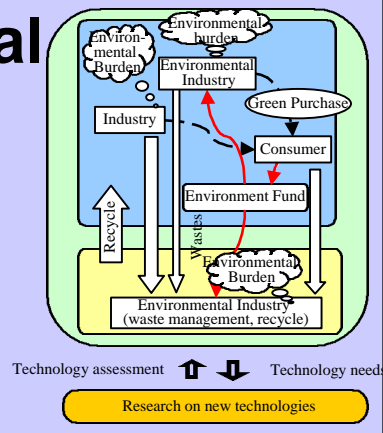 al
Environmental
burden
Environ-
mental
Burden
Environmental
Industry
Green Purchase
Industry
Consumer
Environment Fund
Recycle
Wastes
Environmental
Burden
Environmental Industry
(waste management, recycle)
Technology assessment
Technology needs
Research on new technologies